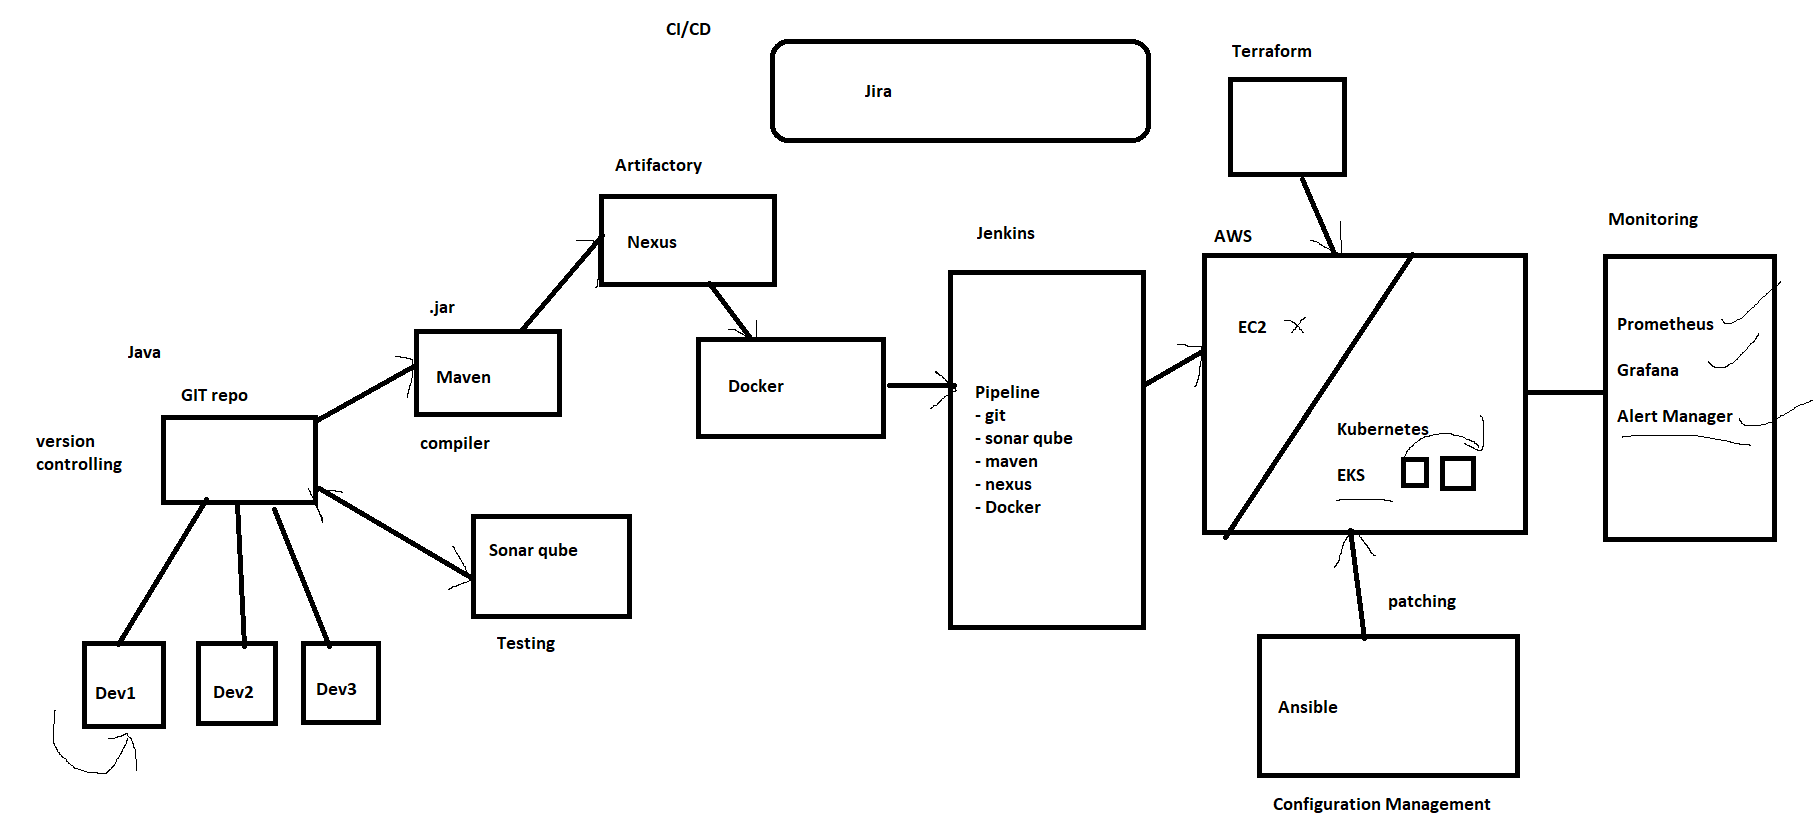 CI/CD
Jira
Terraform
Artifactory
Nexus
Jenkins
AWS
Monitoring
.jar
Java
Maven
GIT repo
compiler
version
controlling
Docker
Pipeline
- git
- sonar qube
- maven
- nexus
- Docker
EC2
Kubernetes
EKS
Prometheus
Grafana
Alert Manager
Sonar qube
Testing
Dev1
Dev2
Dev3
patching
Ansible
Configuration Management